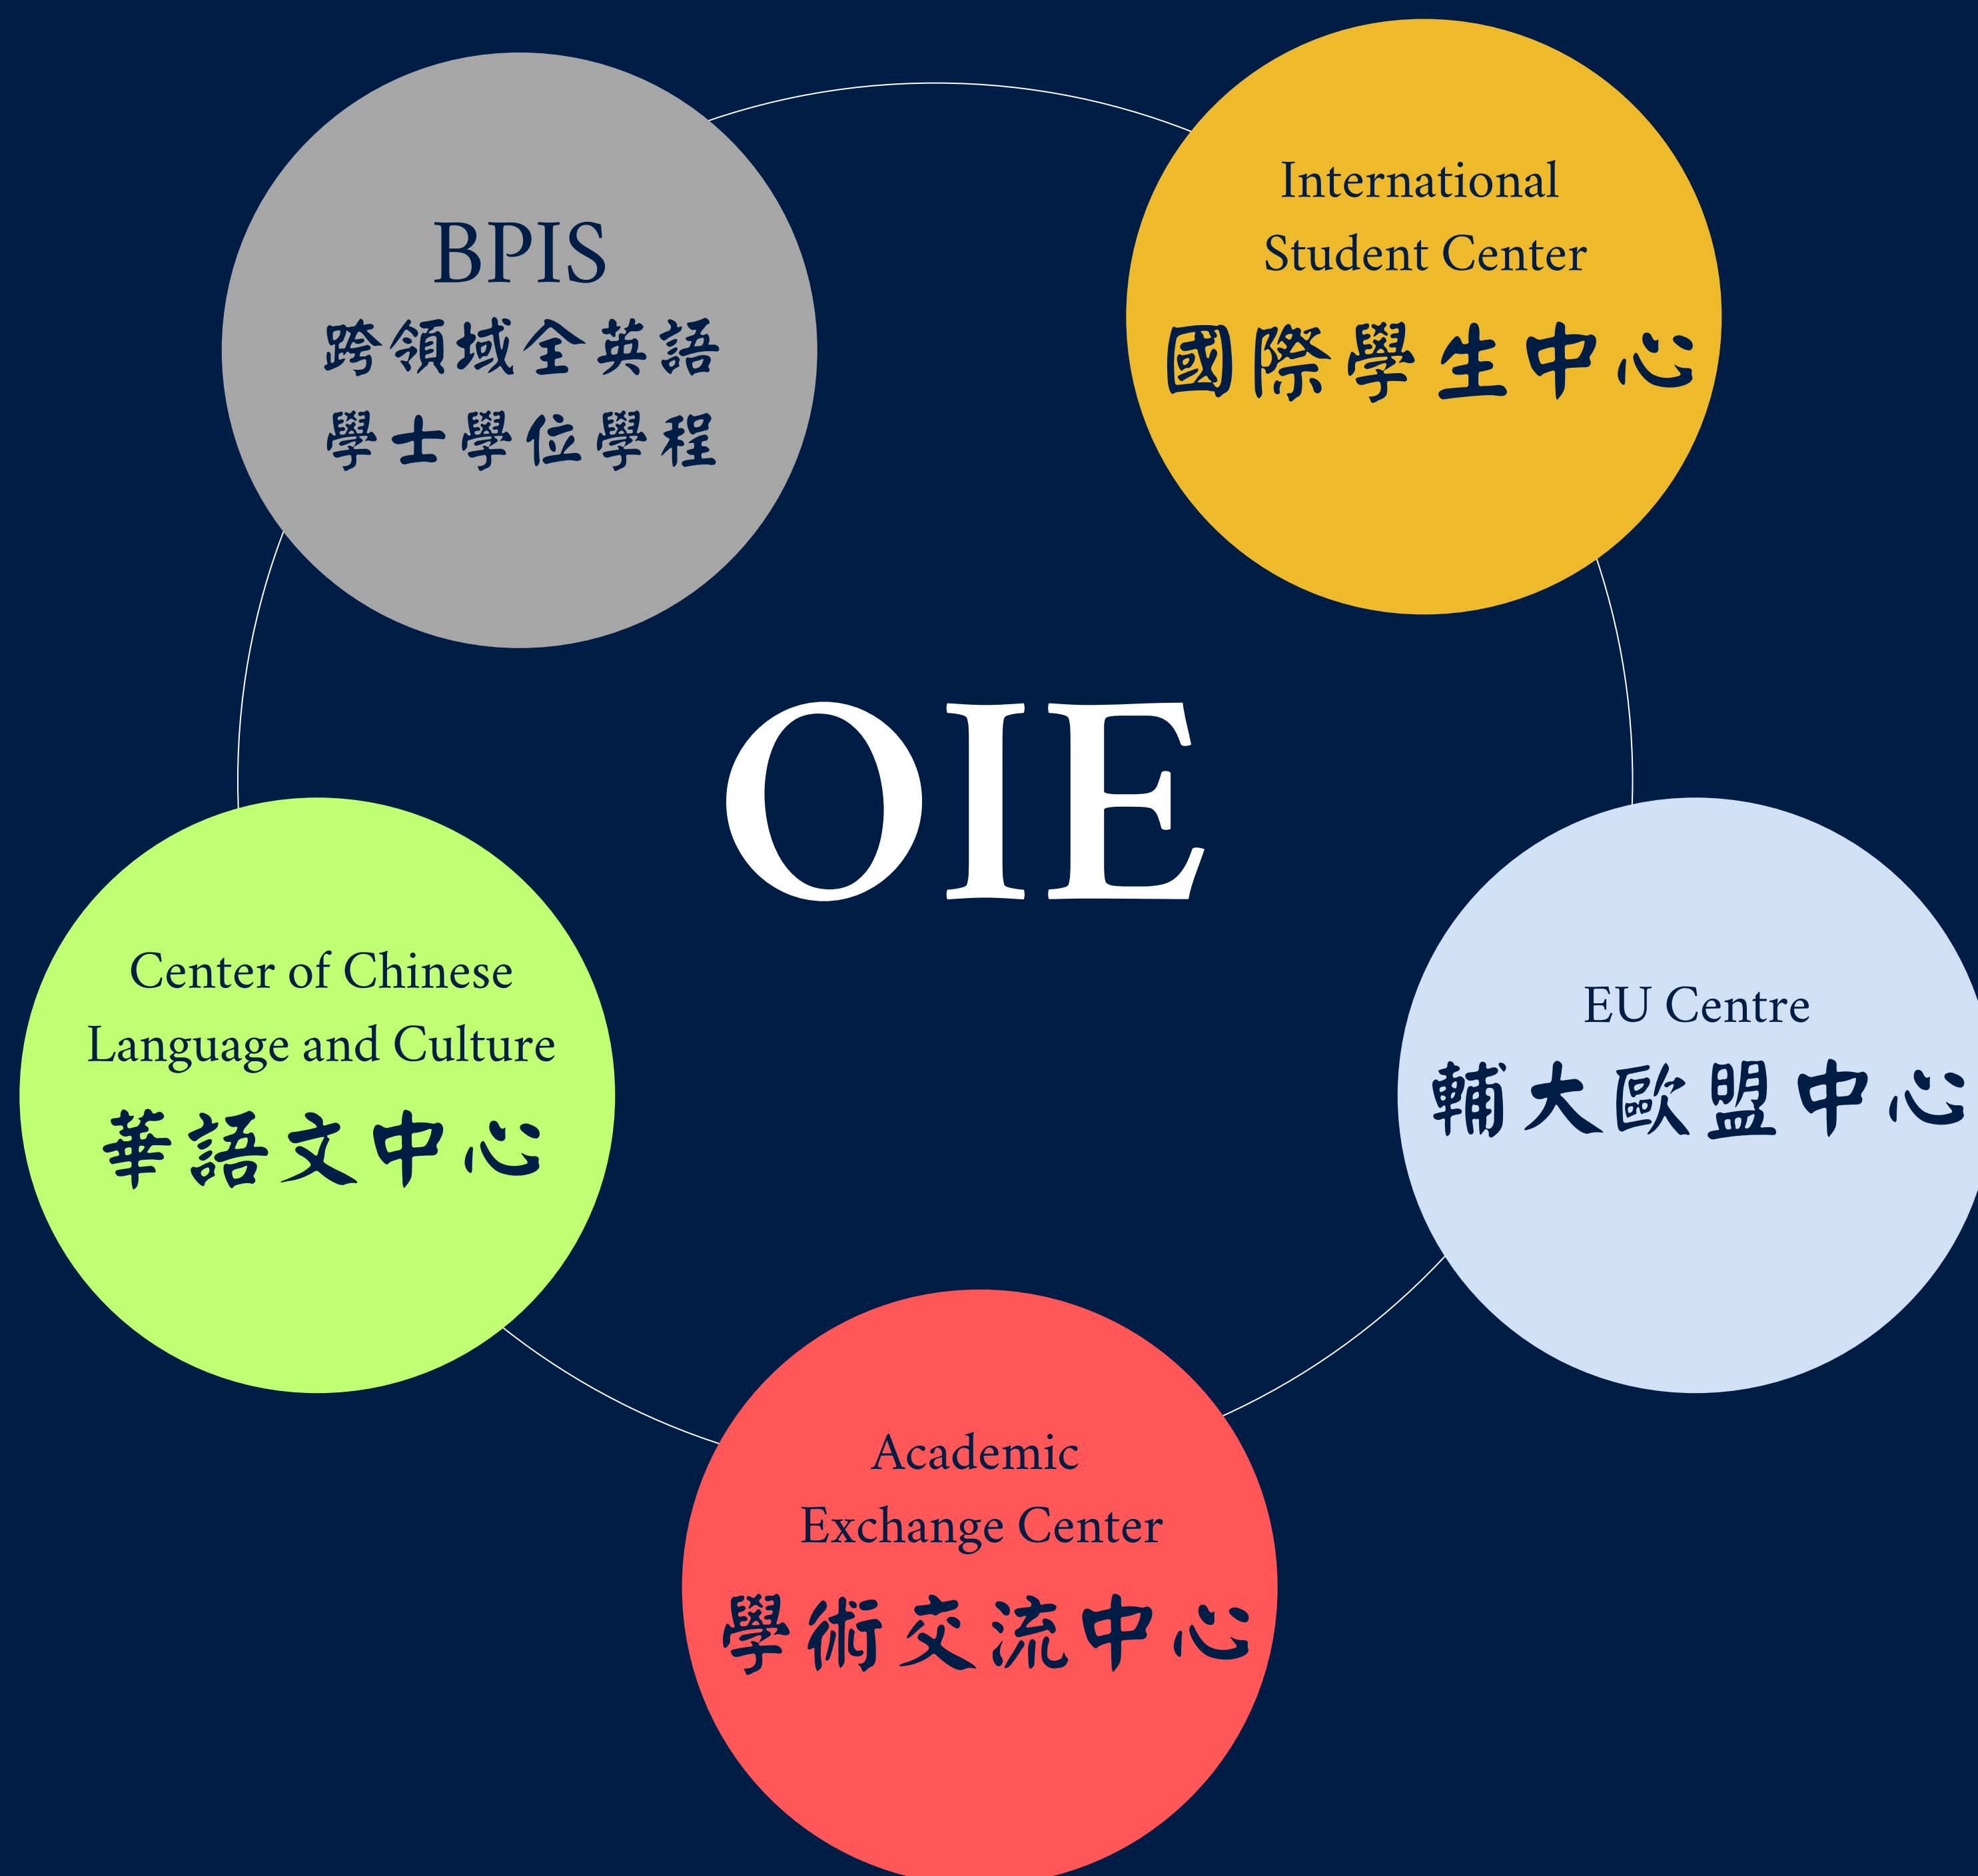 BPIS
跨領域全英語
學士學位學程
International
Student Center
國際學生中心
OIE
Center of Chinese
Language and Culture
華語文中心
EU Centre
輔大歐盟中心
Academic
Exchange Center
學術交流中心